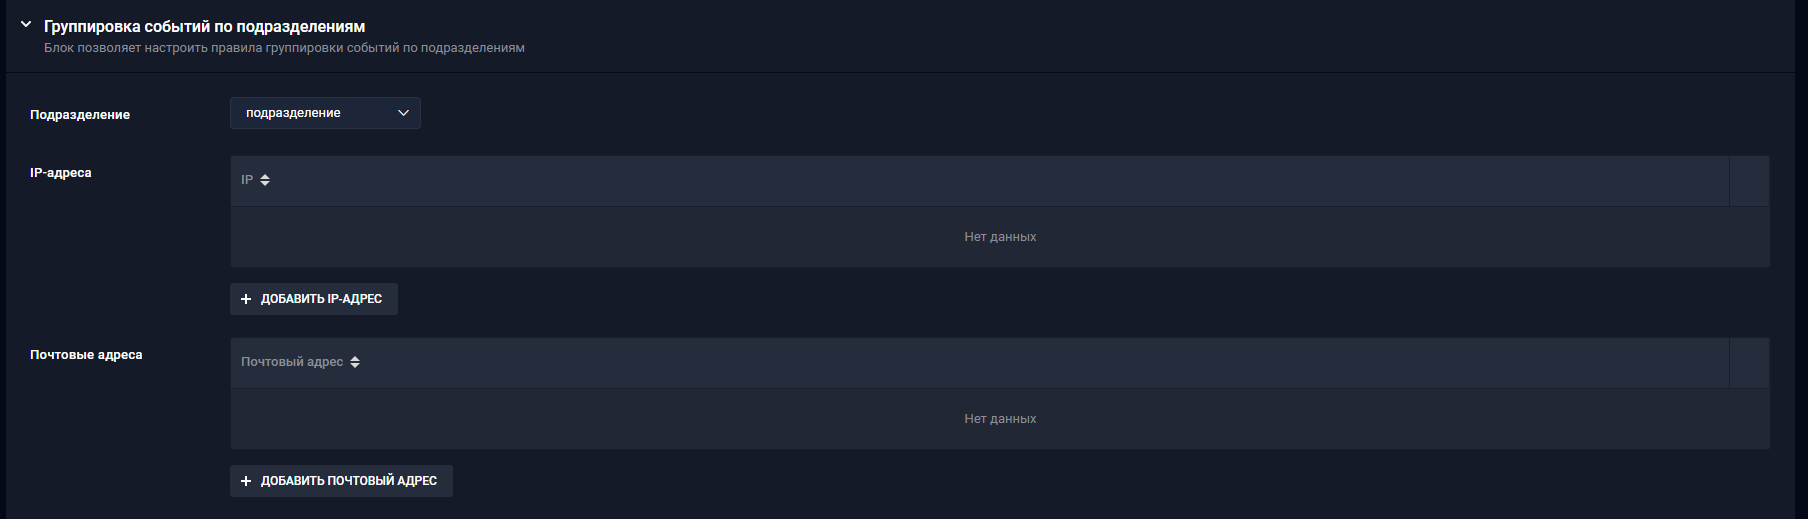 Группировка событий по подразделениям
Блок позволяет настроить правила группировки событий по подразделениям
Подразделение
подразделение
IP-адреса
IP
Нет данных
ДОБАВИТЬ IP-АДРЕС
Почтовые адреса
Почтовый адрес
Нет данных
ДОБАВИТЬ ПОЧТОВЫЙ АДРЕС